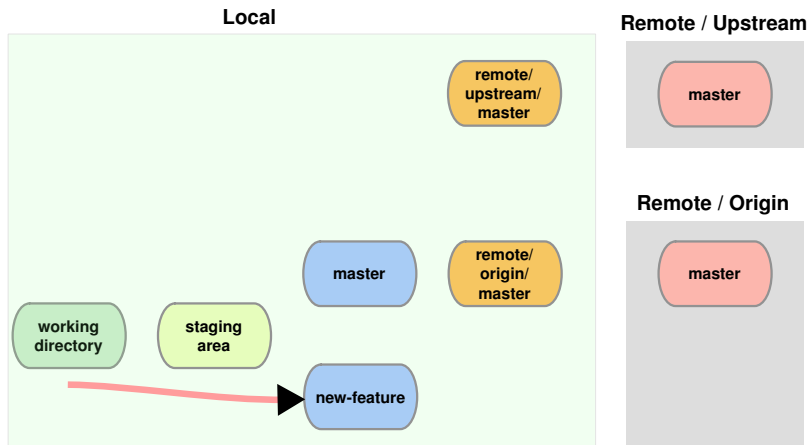 Local
Remote / Upstream
remote/
upstream/
master
master
Remote / Origin
master
remote/
origin/
master
master
working
directory
staging
area
new-feature